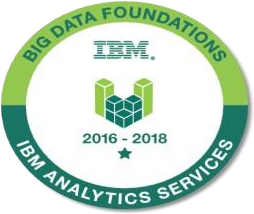 BIG DATA FOUNDATIONS
IBM.
2016 - 2018
IBM ANALYTICS SERVICES